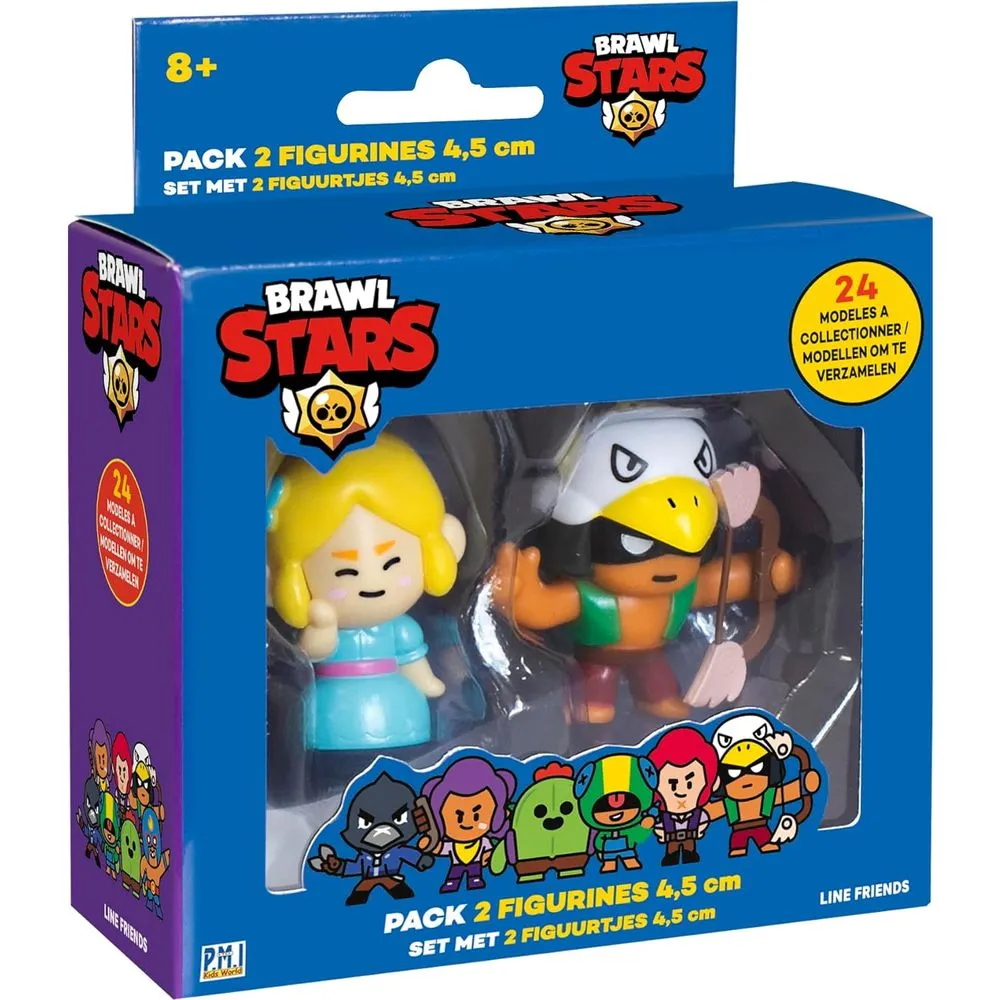 8+
BRAWL
STARS
PACK 2 FIGURINES 4,5 cm
SET MET 2 FIGUURTJES 4,5 cm
BRAWL
STARS
BRAWL
STARS
24
MODELES A
COLLECTIONNER /
MODELLEN OM TE
VERZAMELEN
BRAWL
STARS
24
MODELES A
COLLECTIONNER /
MODELLEN OM TE
VERZAMELEN
PACK 2 FIGURINES 4,5 cm
SET MET 2 FIGUURTJES 4,5 cm
LINE FRIENDS
LINE FRIENDS
P.M.I
Kids World